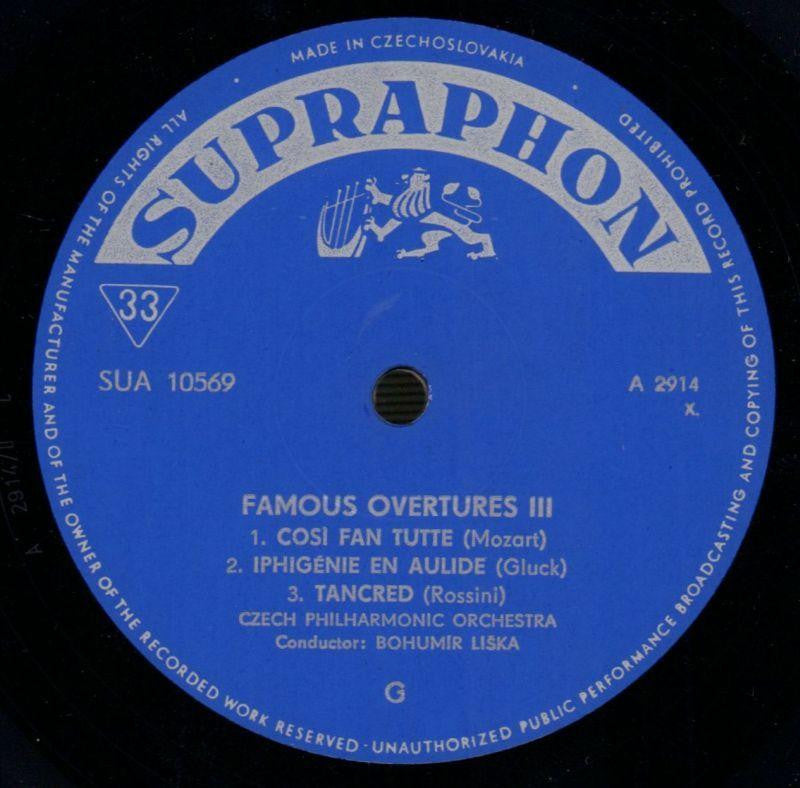 MADE IN CZECHOSLOVAKIA
SUPRAPHON
33
SUA 10569
A 2914
X.
FAMOUS OVERTURES III
1. COSÌ FAN TUTTE (Mozart)
2. IPHIGÉNIE EN AULIDE (Gluck)
3. TANCRED (Rossini)
CZECH PHILHARMONIC ORCHESTRA
Conductor: BOHUMÍR LIŠKA
G
ALL RIGHTS OF THE MANUFACTURER AND OF THE OWNER OF THE RECORDED WORK RESERVED · UNAUTHORIZED PUBLIC PERFORMANCE BROADCASTING AND COPYING OF THIS RECORD PROHIBITED